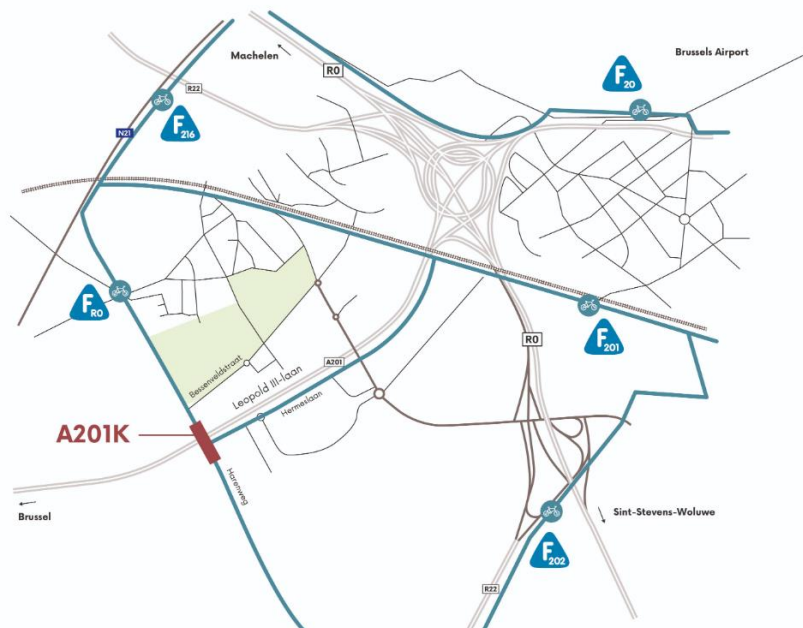 Machelen
R0
Brussels Airport
F20
R22
N21
F216
FR0
F201
R0
A201
Bessenveldstraat
Leopold III-laan
Hermeslaan
A201K
Harenweg
Brussel
Sint-Stevens-Woluwe
F202
R22